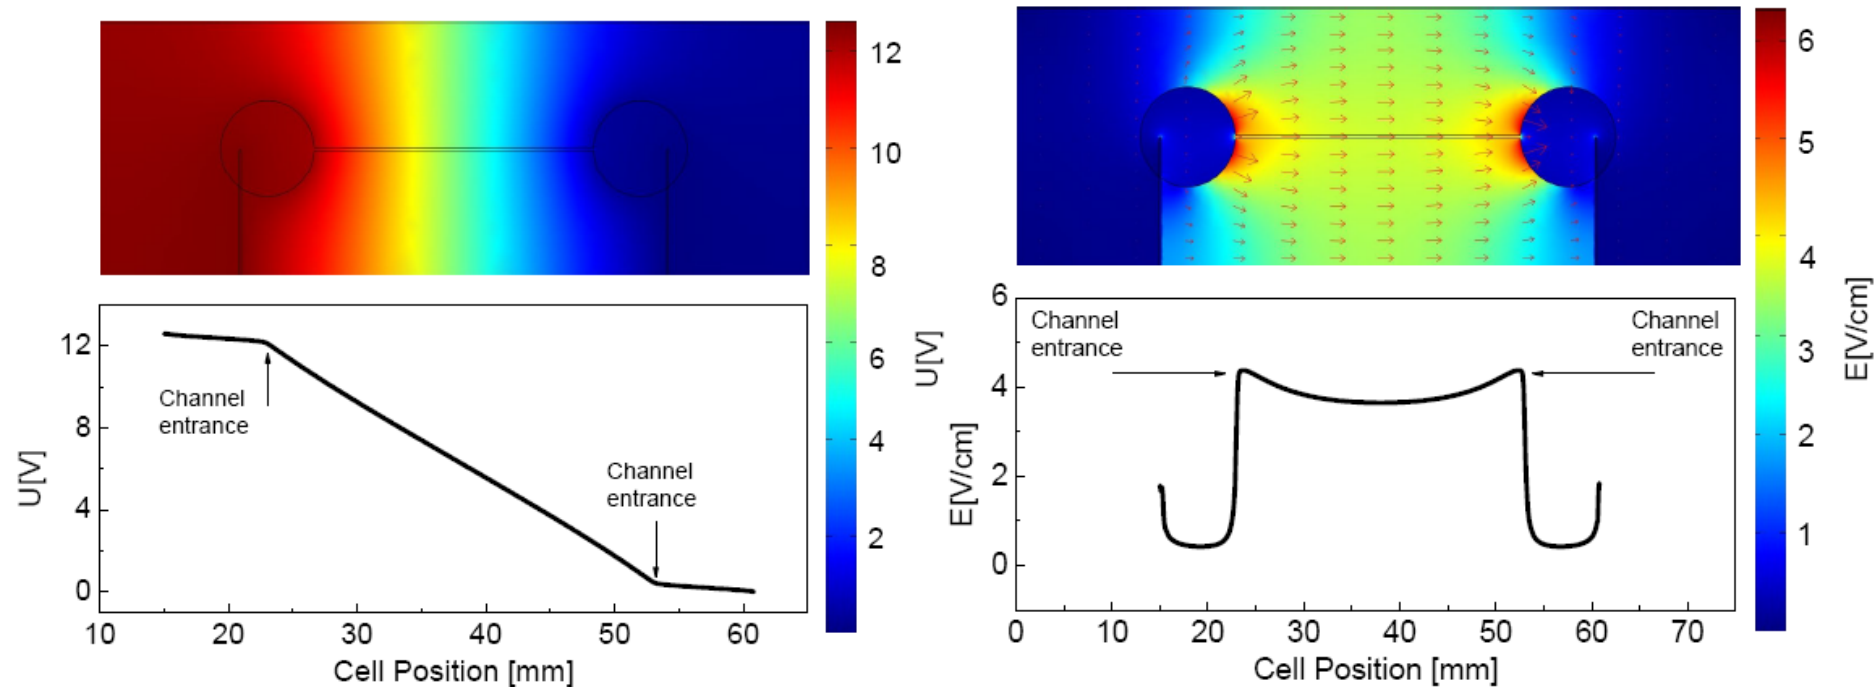 12
10
8
6
4
2
U[V]
12
8
4
0
U[V]
Channel
entrance
Channel
entrance
10 20 30 40 50 60
Cell Position [mm]
6
5
4
3
2
1
E[V/cm]
6
4
2
0
E[V/cm]
Channel
entrance
Channel
entrance
0 10 20 30 40 50 60 70
Cell Position [mm]